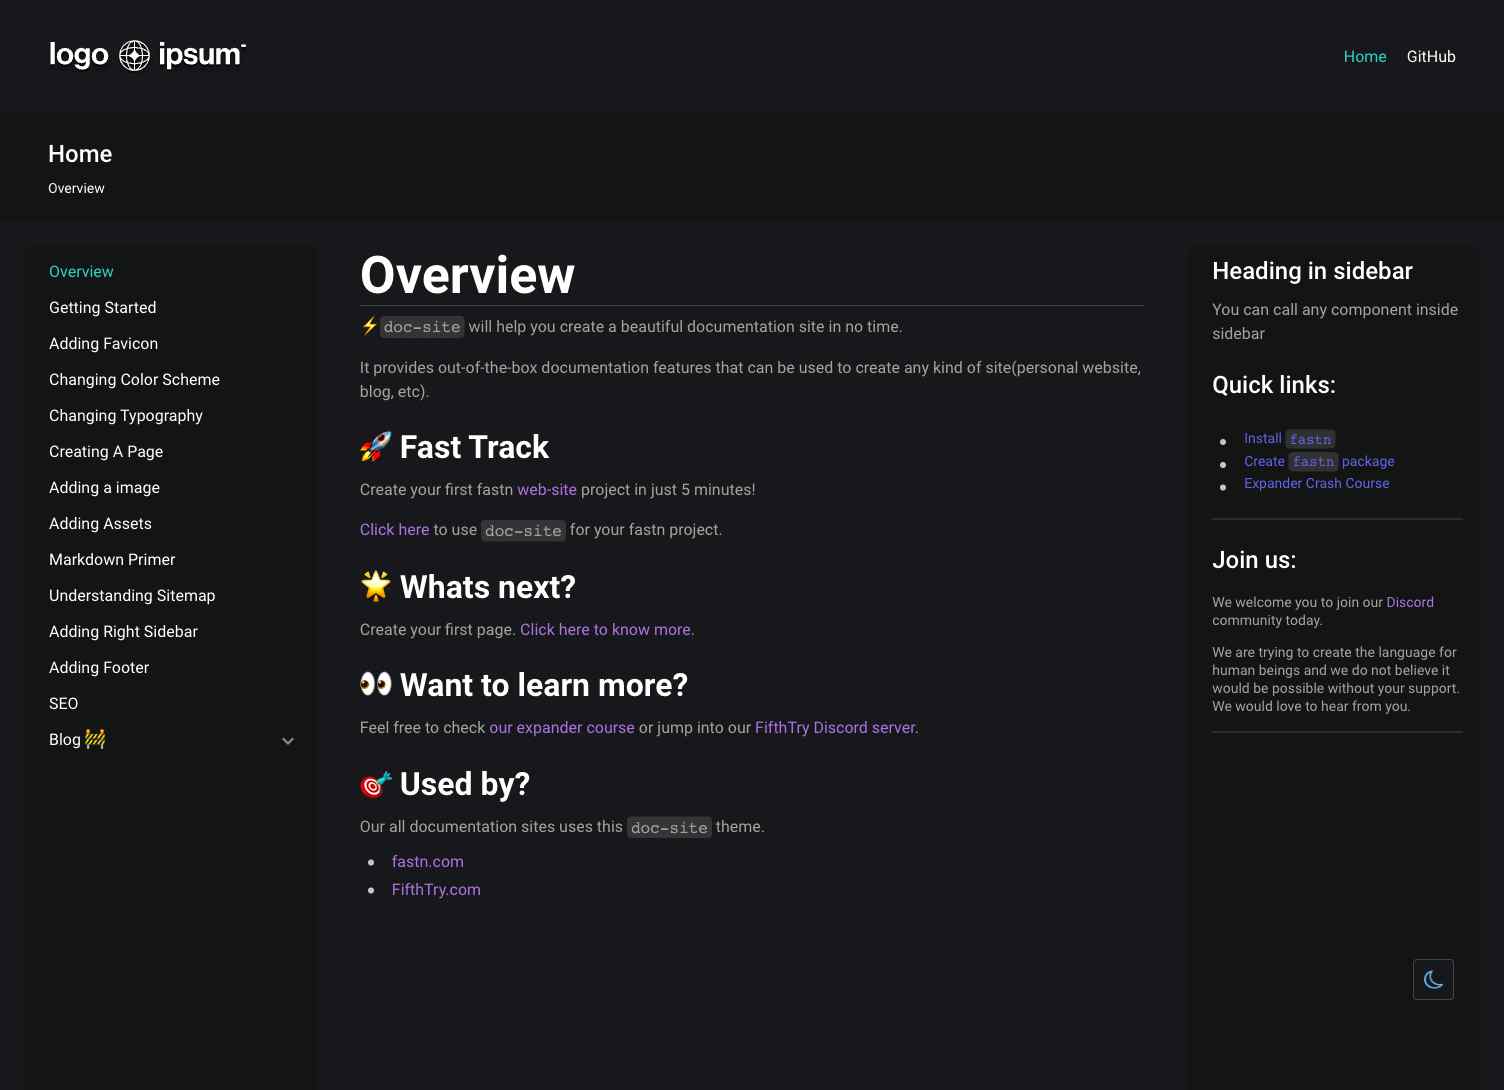 logo ipsum
Home
GitHub
Home
Overview
Overview
Getting Started
Adding Favicon
Changing Color Scheme
Changing Typography
Creating A Page
Adding a image
Adding Assets
Markdown Primer
Understanding Sitemap
Adding Right Sidebar
Adding Footer
SEO
Blog 🚧
Overview
⚡doc-site will help you create a beautiful documentation site in no time.
It provides out-of-the-box documentation features that can be used to create any kind of site(personal website,
blog, etc).
🚀 Fast Track
Create your first fastn web-site project in just 5 minutes!
Click here to use doc-site for your fastn project.
🌟 Whats next?
Create your first page. Click here to know more.
👀 Want to learn more?
Feel free to check our expander course or jump into our FifthTry Discord server.
🎯 Used by?
Our all documentation sites uses this doc-site theme.
fastn.com
FifthTry.com
Heading in sidebar
You can call any component inside
sidebar
Quick links:
Install fastn
Create fastn package
Expander Crash Course
Join us:
We welcome you to join our Discord
community today.
We are trying to create the language for
human beings and we do not believe it
would be possible without your support.
We would love to hear from you.